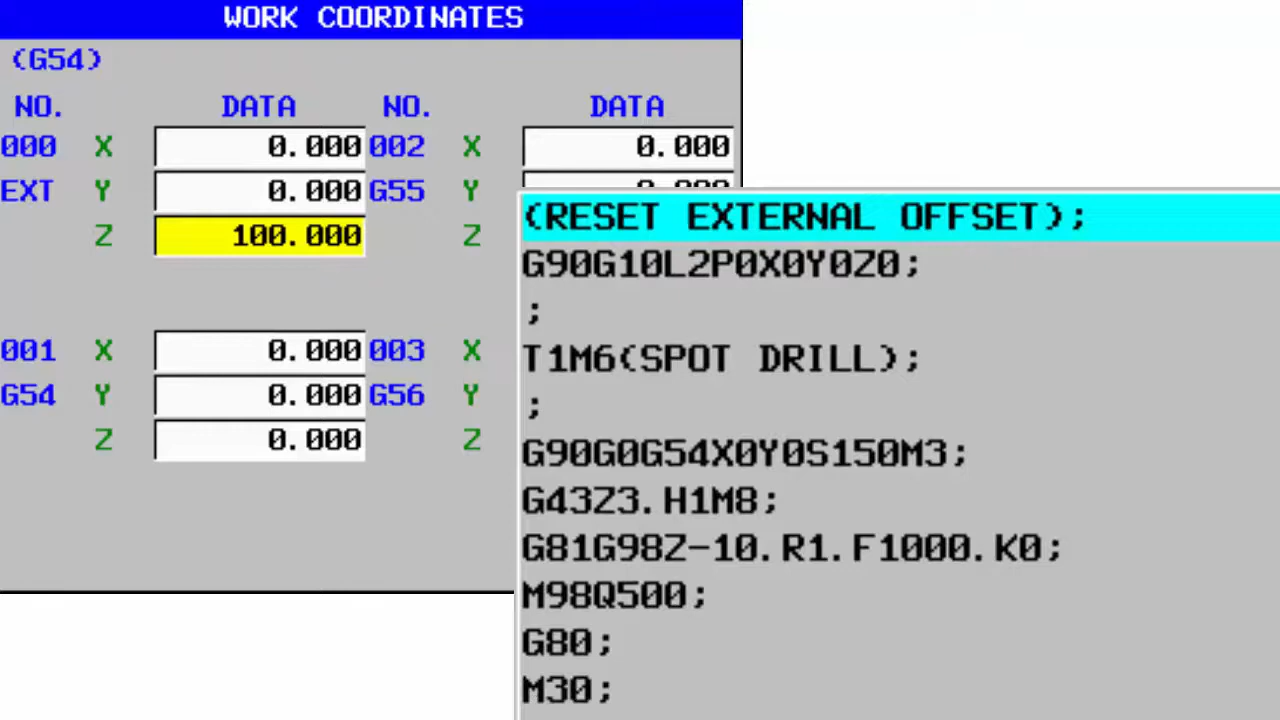 WORK COORDINATES
(G54)
NO. DATA NO. DATA
000 X 0.000 002 X 0.000
EXT Y 0.000 G55 Y
Z 100.000 Z
001 X 0.000 003 X
G54 Y 0.000 G56 Y
Z 0.000 Z
(RESET EXTERNAL OFFSET);
G90G10L2P0X0Y0Z0;
;
T1M6(SPOT DRILL);
;
G90G0G54X0Y0S150M3;
G43Z3.H1M8;
G81G98Z-10.R1.F1000.K0;
M98Q500;
G80;
M30;